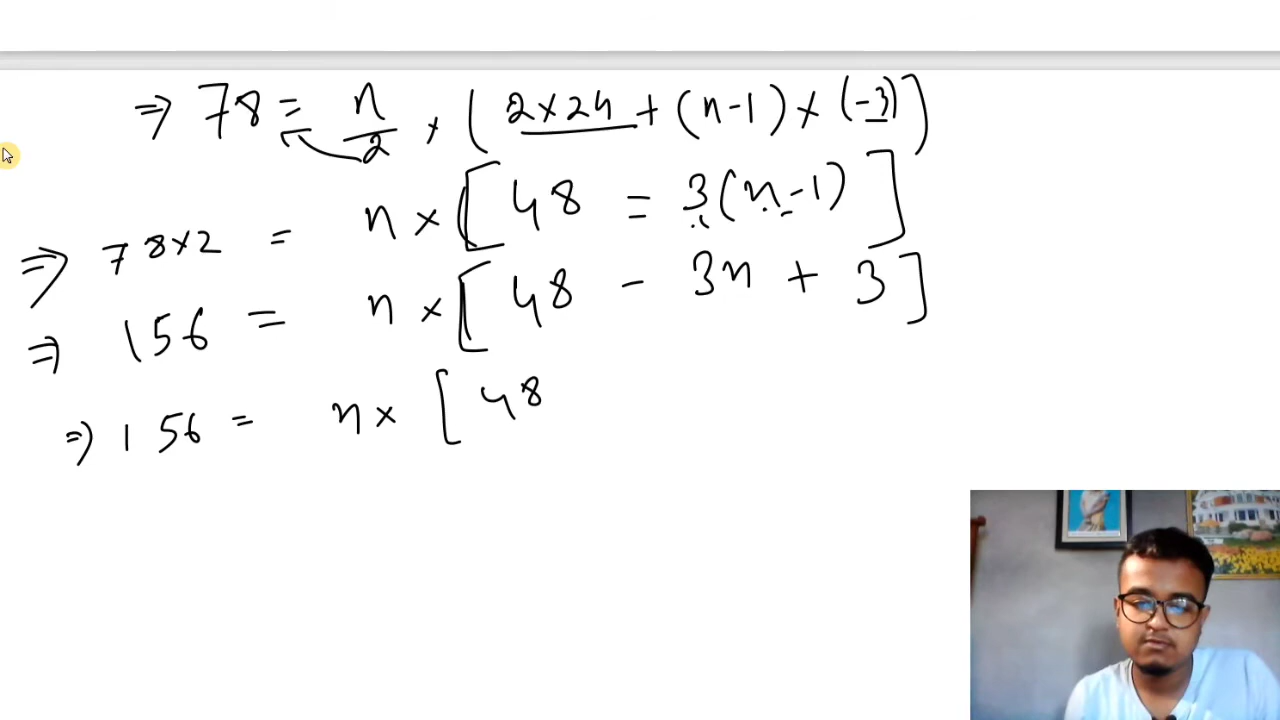 ⇒ 78 = n/2 × ( 2×24 + (n-1) × (-3) )
⇒ 78×2 = n × [ 48 = 3(n-1) ]
⇒ 156 = n × [ 48 - 3n + 3 ]
⇒ 156 = n × [ 48